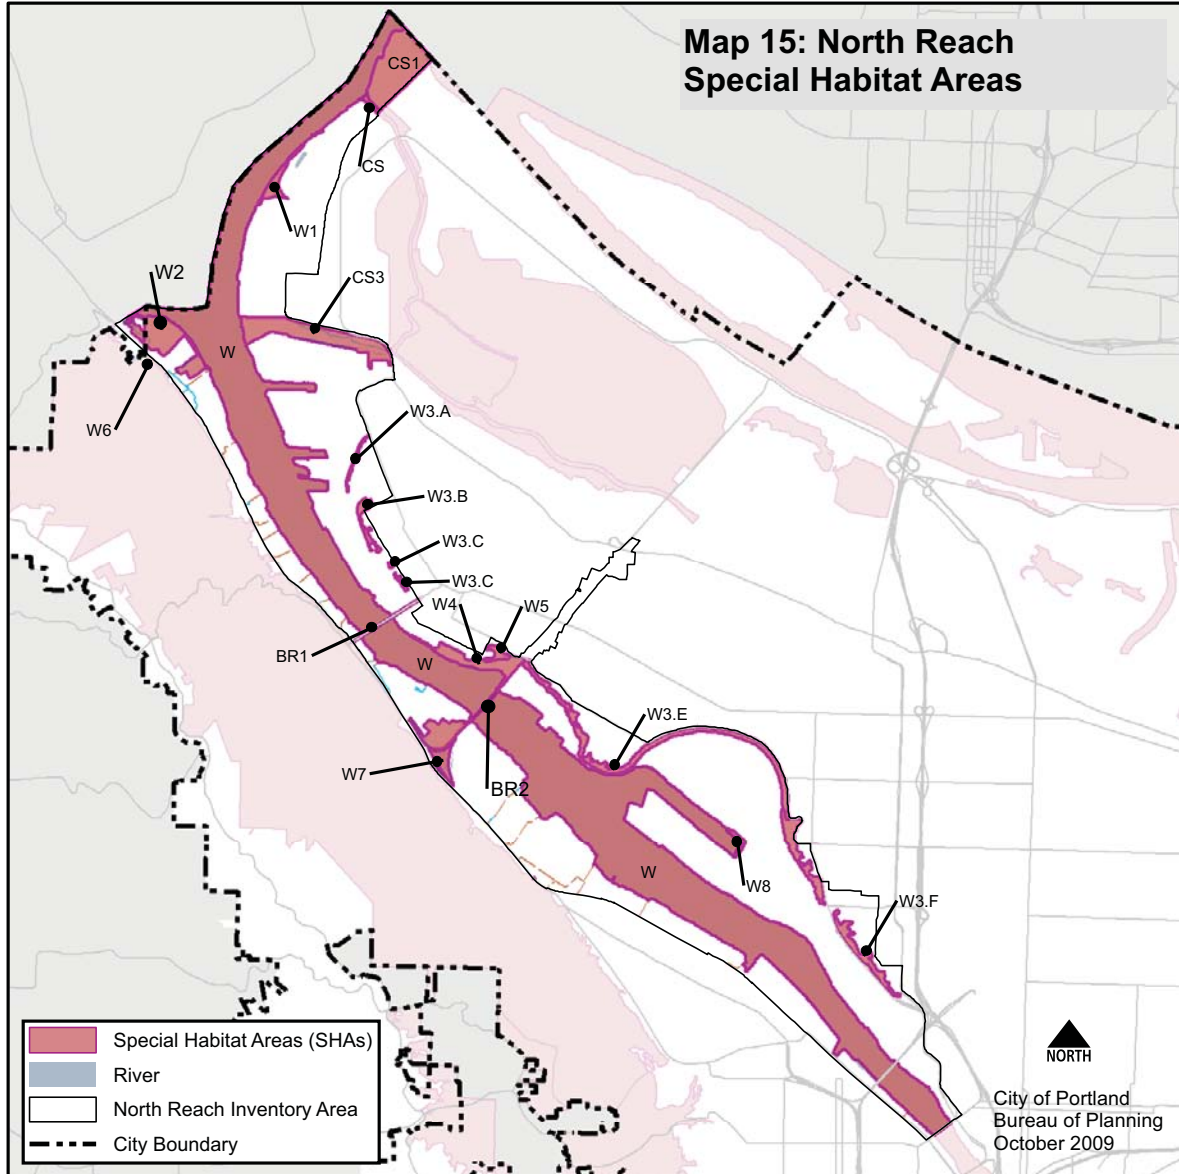 Map 15: North Reach
Special Habitat Areas
CS1
CS
W1
CS3
W2
W
W6
W3.A
W3.B
W3.C
W3.C
W4
W5
BR1
W
W3.E
W7
BR2
W8
W
W3.F
Special Habitat Areas (SHAs)
River
North Reach Inventory Area
City Boundary
NORTH
City of Portland
Bureau of Planning
October 2009